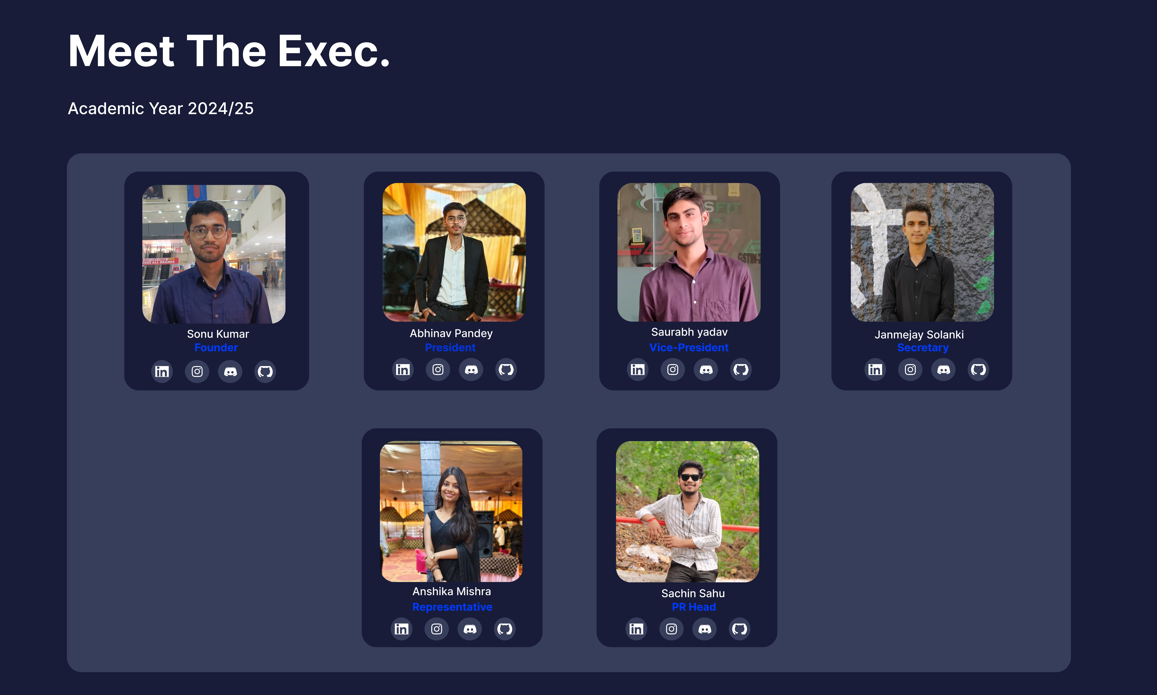 Meet The Exec.
Academic Year 2024/25
Sonu Kumar
Founder
Abhinav Pandey
President
Saurabh yadav
Vice-President
Janmejay Solanki
Secretary
Anshika Mishra
Representative
Sachin Sahu
PR Head